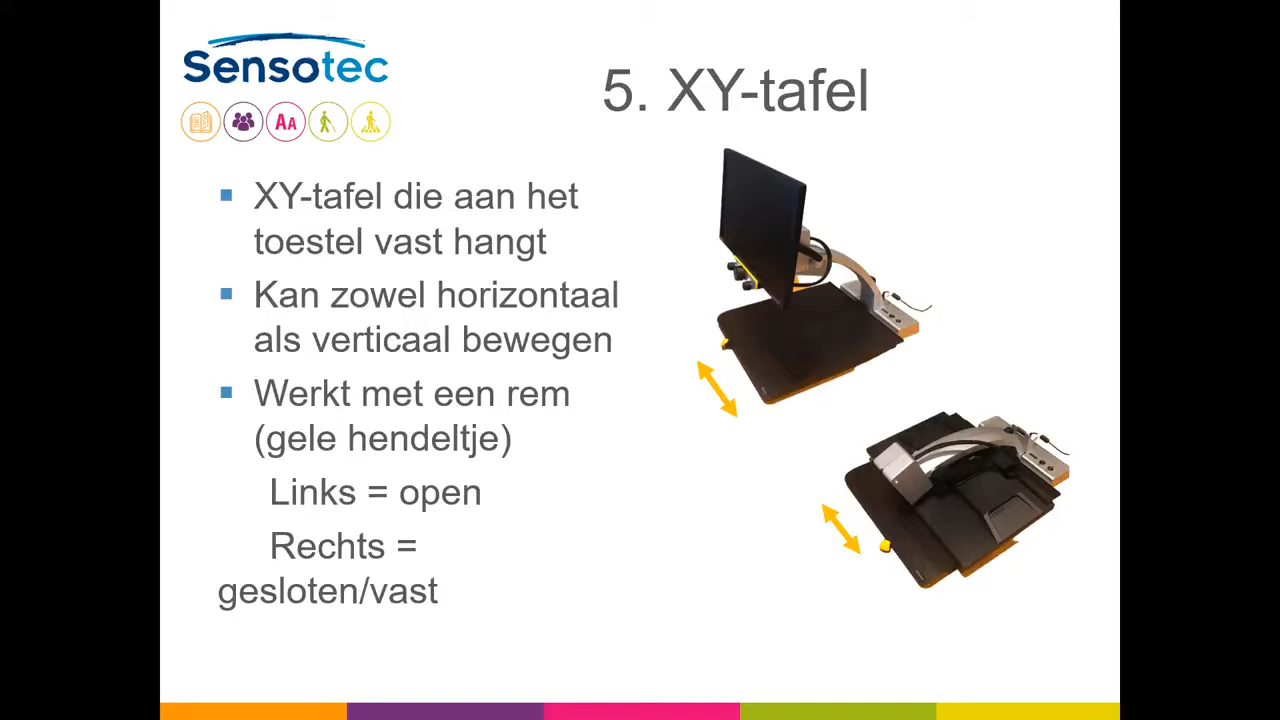 Sensotec
AA
5. XY-tafel
▪ XY-tafel die aan het
toestel vast hangt
▪ Kan zowel horizontaal
als verticaal bewegen
▪ Werkt met een rem
(gele hendeltje)
Links = open
Rechts =
gesloten/vast